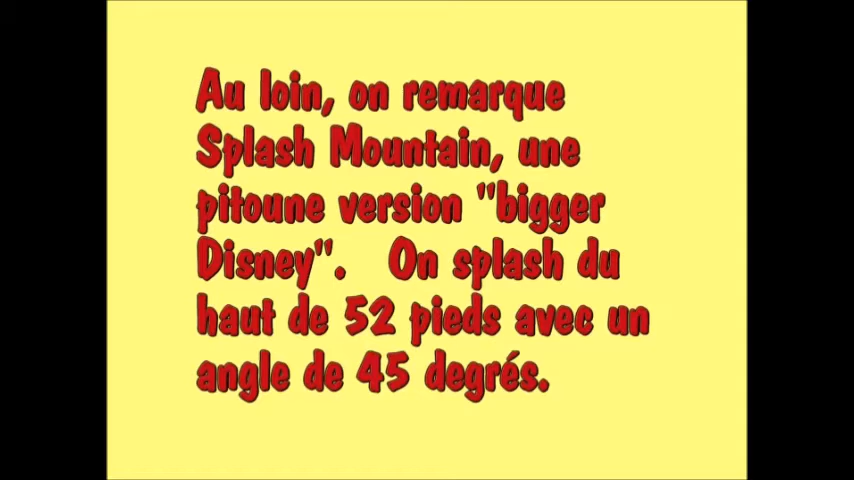 Au loin, on remarque
Splash Mountain, une
pitoune version "bigger
Disney".   On splash du
haut de 52 pieds avec un
angle de 45 degrés.